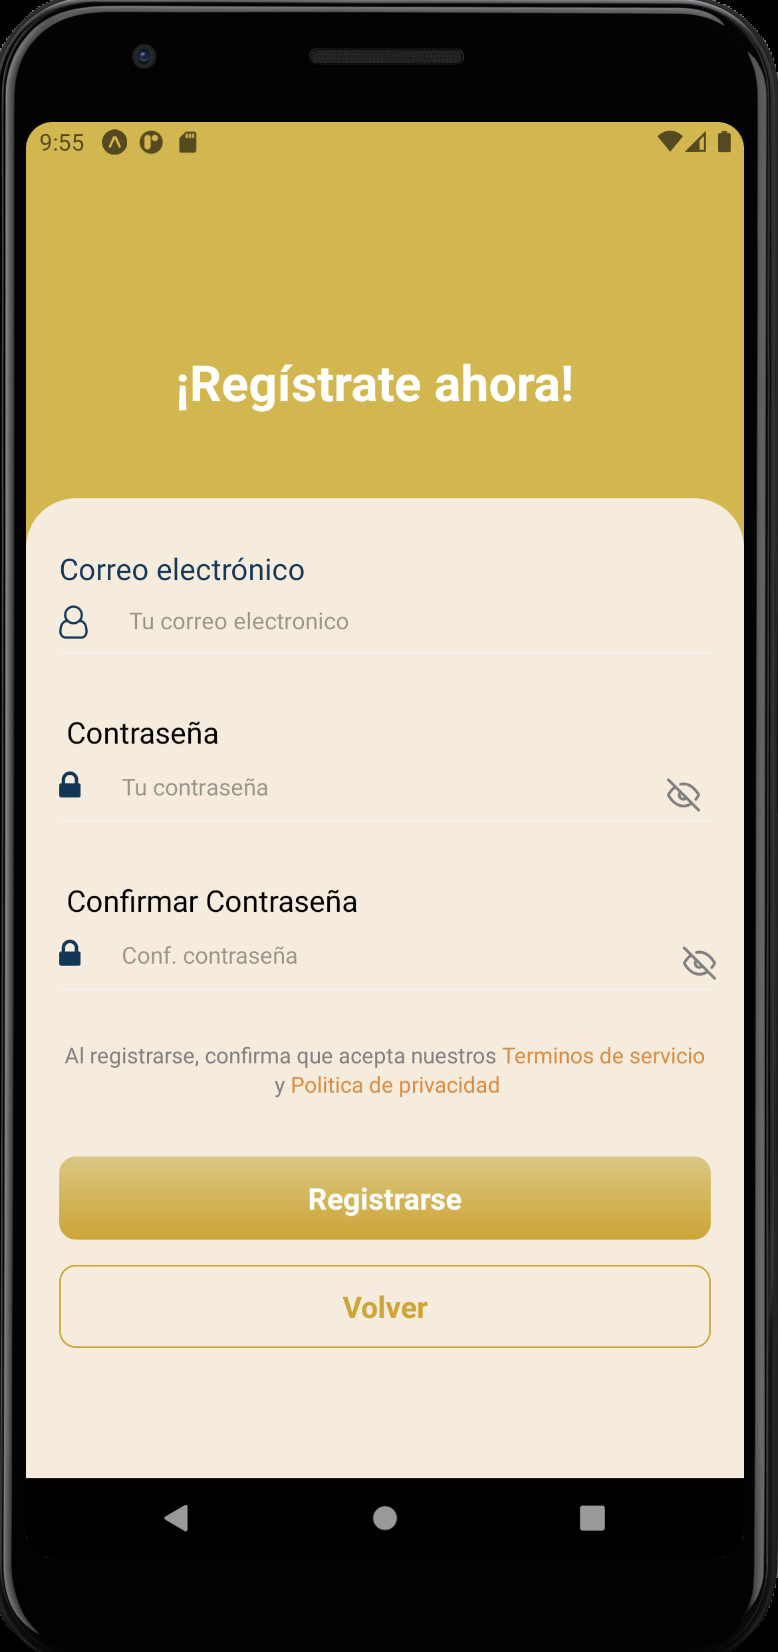 9:55
¡Regístrate ahora!
Correo electrónico
Tu correo electronico
Contraseña
Tu contraseña
Confirmar Contraseña
Conf. contraseña
Al registrarse, confirma que acepta nuestros Terminos de servicio
y Politica de privacidad
Registrarse
Volver